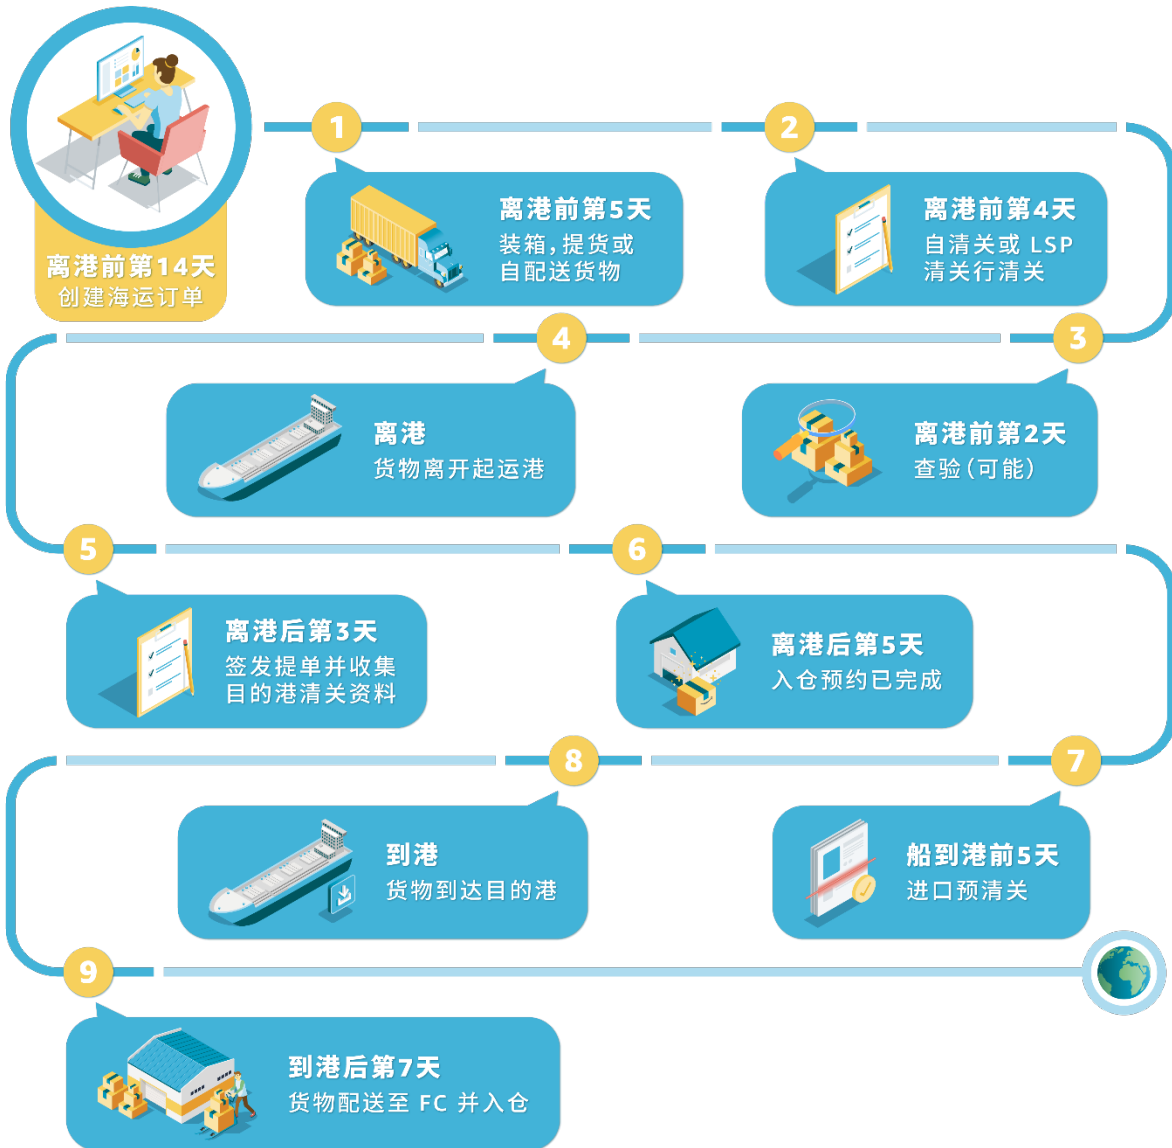 离港前第14天
创建海运订单
1
离港前第5天
装箱，提货或
自配送货物
2
离港前第4天
自清关或 LSP
清关行清关
3
离港前第2天
查验（可能）
4
离港
货物离开起运港
5
离港后第3天
签发提单并收集
目的港清关资料
6
离港后第5天
入仓预约已完成
7
船到港前5天
进口预清关
8
到港
货物到达目的港
9
到港后第7天
货物配送至 FC 并入仓